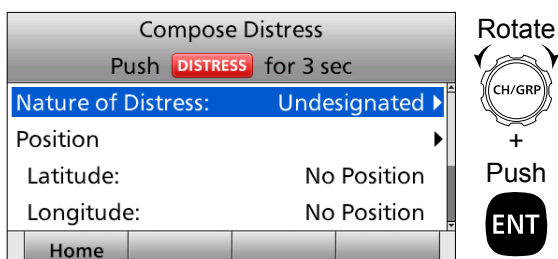 Compose Distress
Push DISTRESS for 3 sec
Nature of Distress: Undesignated
Position
Latitude: No Position
Longitude: No Position
Home
Rotate
CH/GRP
+
Push
ENT